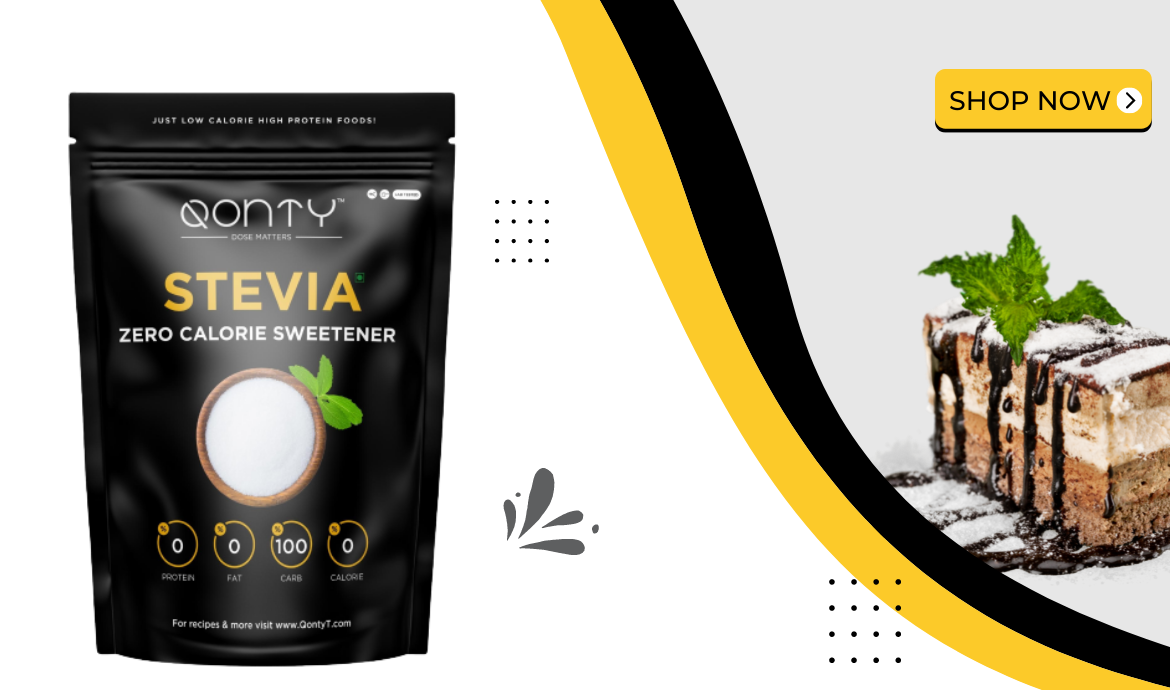 JUST LOW CALORIE HIGH PROTEIN FOODS!
QONTY™
DOSE MATTERS
STEVIA
ZERO CALORIE SWEETENER
% % % %
0 0 100 0
PROTEIN FAT CARB CALORIE
For recipes & more visit www.QontyT.com
SHOP NOW